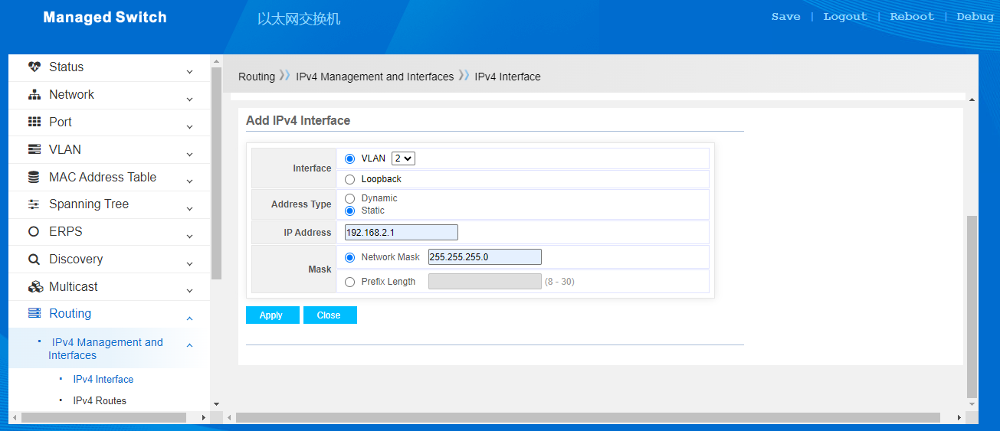 Managed Switch
以太网交换机
Save | Logout | Reboot | Debug
Status
Network
Port
VLAN
MAC Address Table
Spanning Tree
ERPS
Discovery
Multicast
Routing
IPv4 Management and
Interfaces
IPv4 Interface
IPv4 Routes
Routing IPv4 Management and Interfaces IPv4 Interface
Add IPv4 Interface
Interface
VLAN 2
Loopback
Address Type
Dynamic
Static
IP Address 192.168.2.1
Mask
Network Mask 255.255.255.0
Prefix Length (8 - 30)
Apply Close